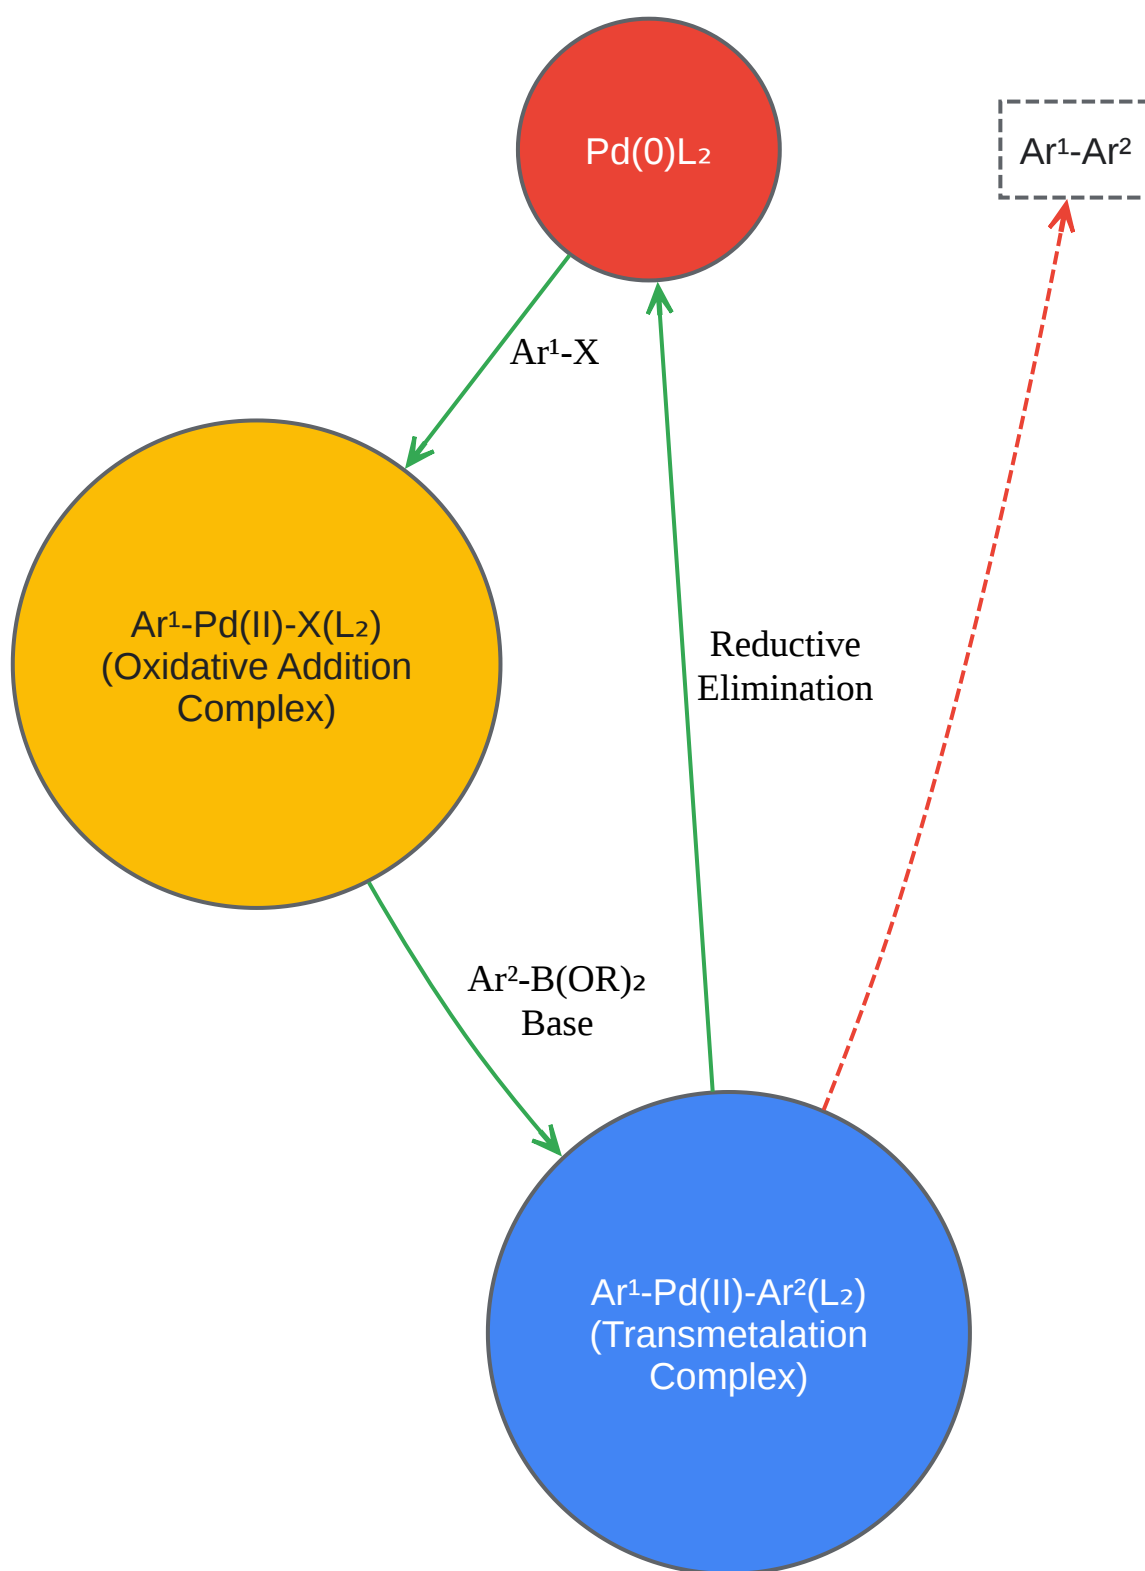 Pd(0)L₂
Ar¹-Ar²
Ar¹-X
Ar¹-Pd(II)-X(L₂)
(Oxidative Addition
Complex)
Reductive
Elimination
Ar²-B(OR)₂
Base
Ar¹-Pd(II)-Ar²(L₂)
(Transmetalation
Complex)